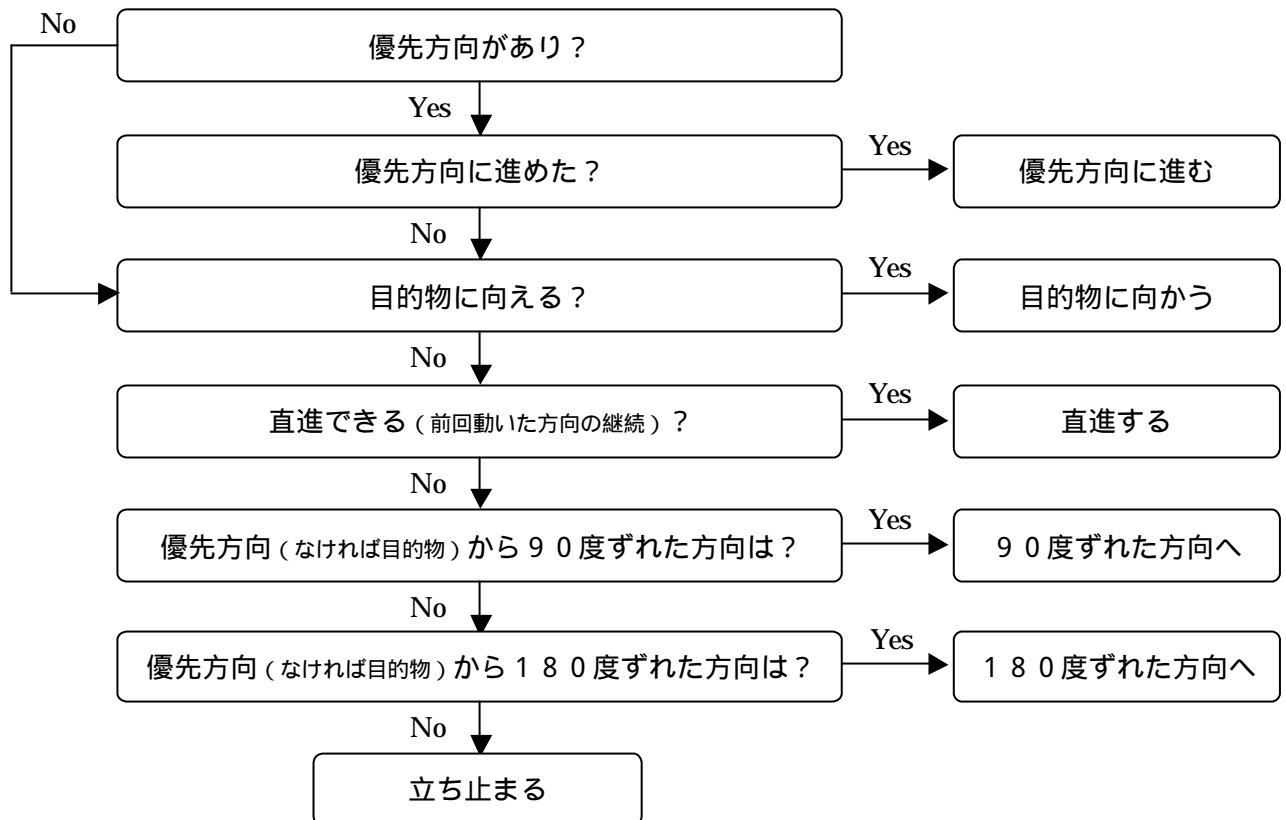 No
優先方向があり？
Yes
優先方向に進めた？
Yes
優先方向に進む
No
目的物に向える？
Yes
目的物に向かう
No
直進できる（前回動いた方向の継続）？
Yes
直進する
No
優先方向（なければ目的物）から９０度ずれた方向は？
Yes
９０度ずれた方向へ
No
優先方向（なければ目的物）から１８０度ずれた方向は？
Yes
１８０度ずれた方向へ
No
立ち止まる